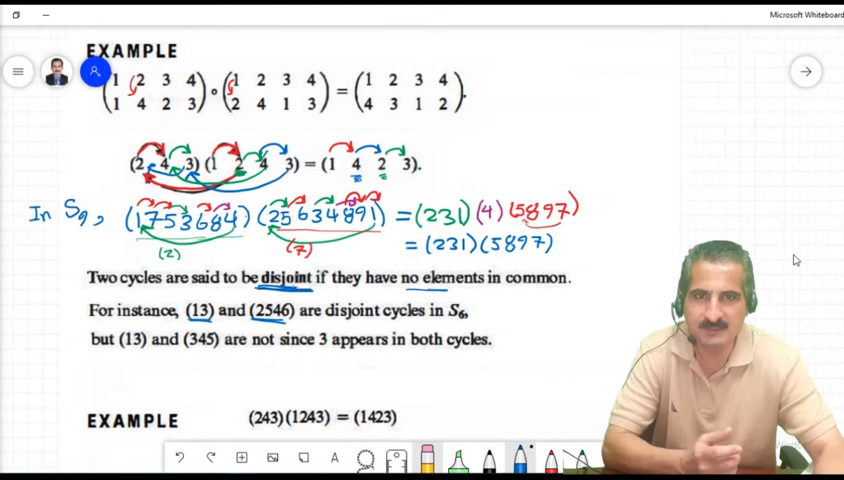 Microsoft Whiteboard
EXAMPLE
(1 2 3 4 / 1 4 2 3) ∘ (1 2 3 4 / 2 4 1 3) = (1 2 3 4 / 4 3 1 2).
(2 4 3)(1 2 4 3) = (1 4 2 3).
In S₉, (1753684)(25634891) = (231)(4)(5897)
(2) (7)
= (231)(5897)
Two cycles are said to be disjoint if they have no elements in common.
For instance, (13) and (2546) are disjoint cycles in S₆,
but (13) and (345) are not since 3 appears in both cycles.
EXAMPLE (243)(1243) = (1423)